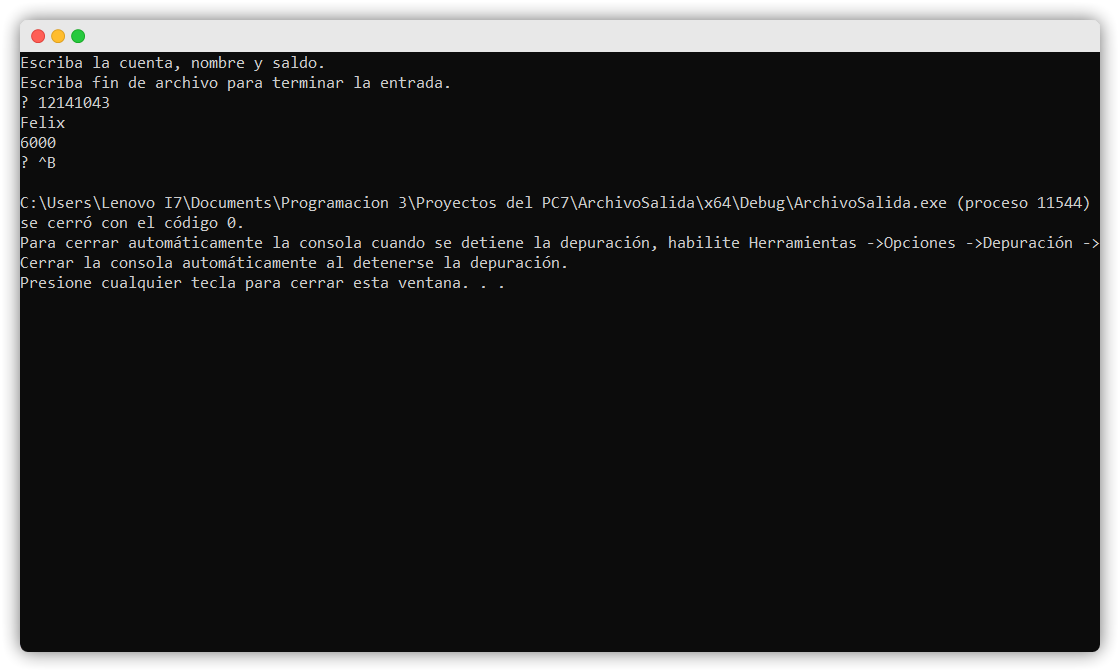 Escriba la cuenta, nombre y saldo.
Escriba fin de archivo para terminar la entrada.
? 12141043
Felix
6000
? ^B
C:\Users\Lenovo I7\Documents\Programacion 3\Proyectos del PC7\ArchivoSalida\x64\Debug\ArchivoSalida.exe (proceso 11544)
se cerró con el código 0.
Para cerrar automáticamente la consola cuando se detiene la depuración, habilite Herramientas ->Opciones ->Depuración ->
Cerrar la consola automáticamente al detenerse la depuración.
Presione cualquier tecla para cerrar esta ventana. . .